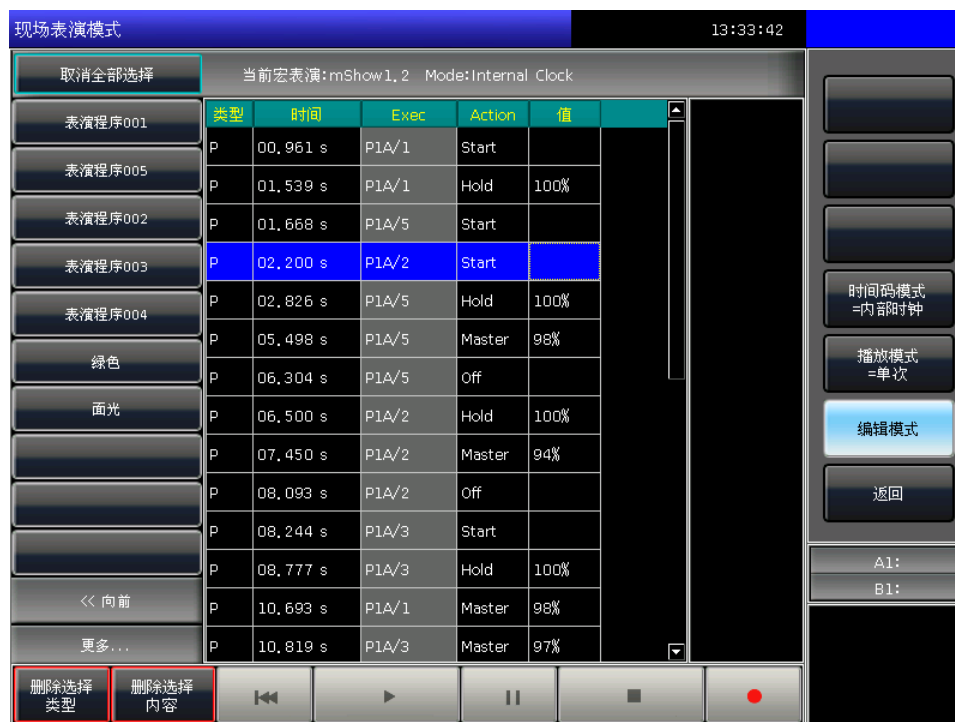 现场表演模式 13:33:42
取消全部选择 当前宏表演:mShow1.2 Mode:Internal Clock
表演程序001
表演程序005
表演程序002
表演程序003
表演程序004
绿色
面光
<< 向前
更多...
类型 时间 Exec Action 值
P 00.961 s P1A/1 Start
P 01.539 s P1A/1 Hold 100%
P 01.668 s P1A/5 Start
P 02.200 s P1A/2 Start
P 02.826 s P1A/5 Hold 100%
P 05.498 s P1A/5 Master 98%
P 06.304 s P1A/5 Off
P 06.500 s P1A/2 Hold 100%
P 07.450 s P1A/2 Master 94%
P 08.093 s P1A/2 Off
P 08.244 s P1A/3 Start
P 08.777 s P1A/3 Hold 100%
P 10.693 s P1A/1 Master 98%
P 10.819 s P1A/3 Master 97%
时间码模式
=内部时钟
播放模式
=单次
编辑模式
返回
A1:
B1:
删除选择
类型
删除选择
内容